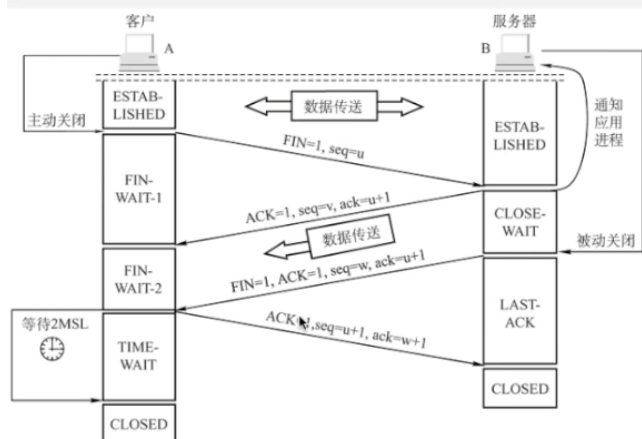 客户
服务器
A
B
ESTAB-
LISHED
数据传送
通知
应用
进程
主动关闭
FIN=1, seq=u
ESTAB-
LISHED
FIN-
WAIT-1
ACK=1, seq=v, ack=u+1
CLOSE-
WAIT
数据传送
被动关闭
FIN-
WAIT-2
FIN=1, ACK=1, seq=w, ack=u+1
等待2MSL
ACK=1,seq=u+1, ack=w+1
LAST-
ACK
TIME-
WAIT
CLOSED
CLOSED